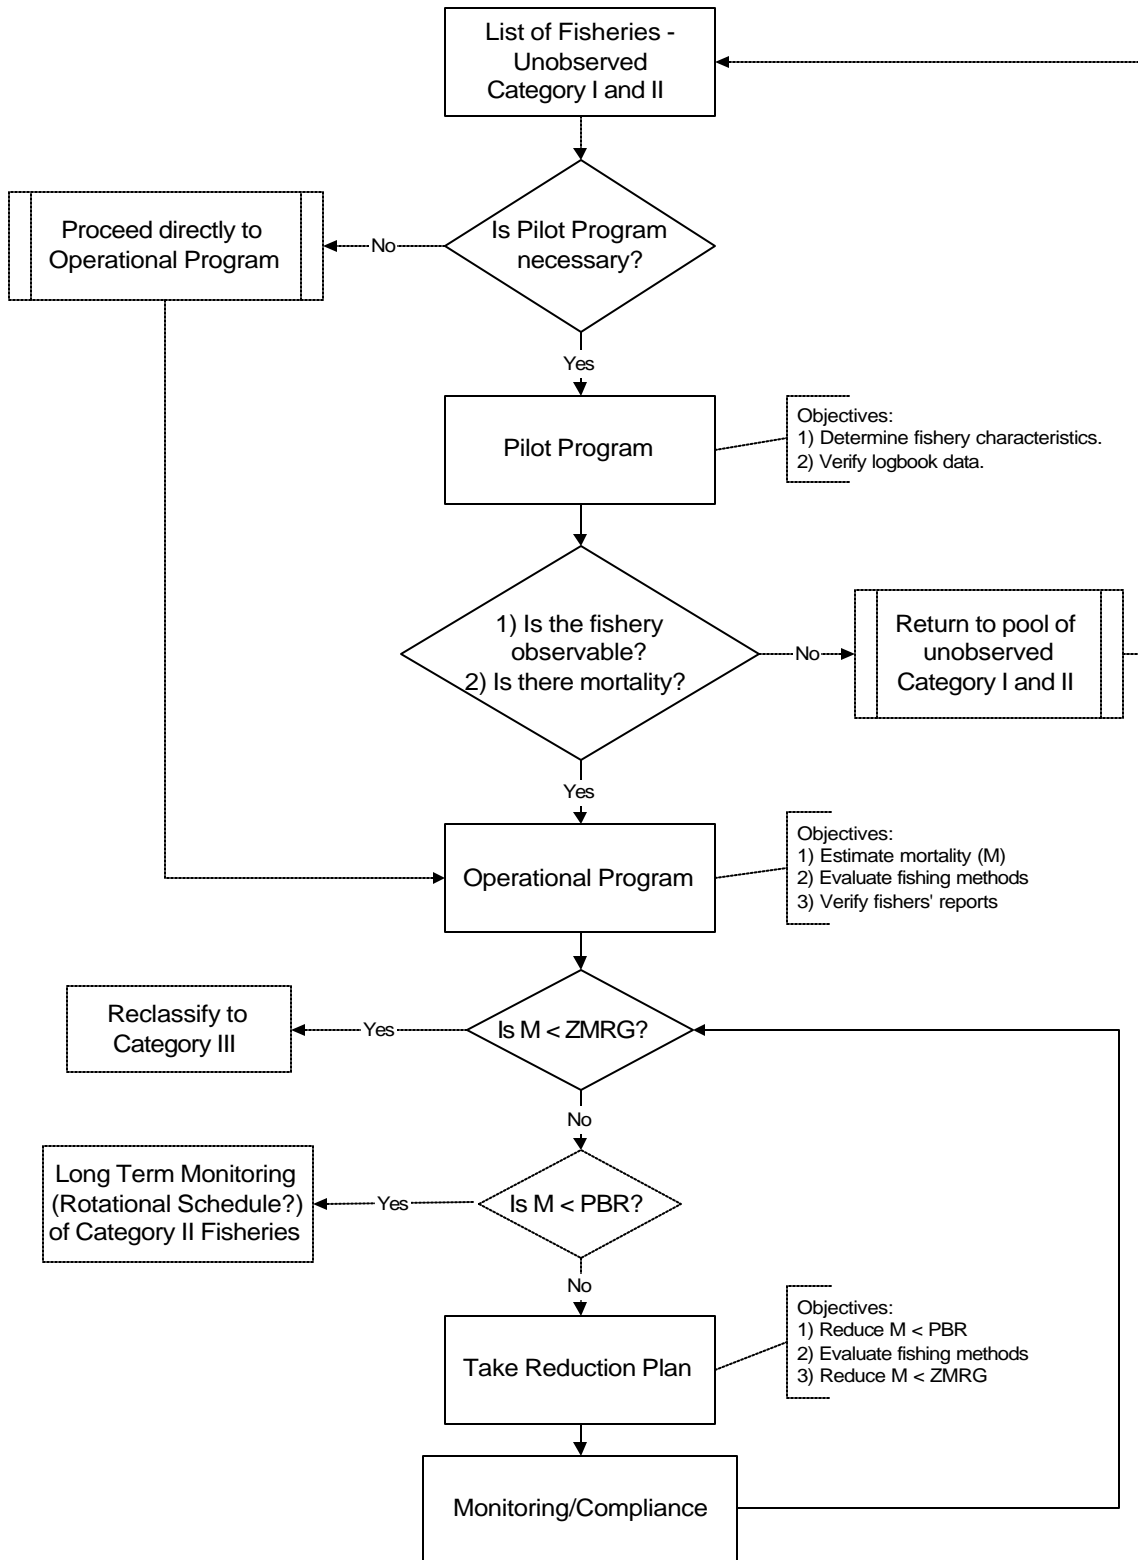 List of Fisheries -
Unobserved
Category I and II
Is Pilot Program
necessary?
No
Proceed directly to
Operational Program
Yes
Pilot Program
Objectives:
1) Determine fishery characteristics.
2) Verify logbook data.
1) Is the fishery
observable?
2) Is there mortality?
No
Return to pool of
unobserved
Category I and II
Yes
Operational Program
Objectives:
1) Estimate mortality (M)
2) Evaluate fishing methods
3) Verify fishers' reports
Is M < ZMRG?
Yes
Reclassify to
Category III
No
Is M < PBR?
Yes
Long Term Monitoring
(Rotational Schedule?)
of Category II Fisheries
No
Take Reduction Plan
Objectives:
1) Reduce M < PBR
2) Evaluate fishing methods
3) Reduce M < ZMRG
Monitoring/Compliance